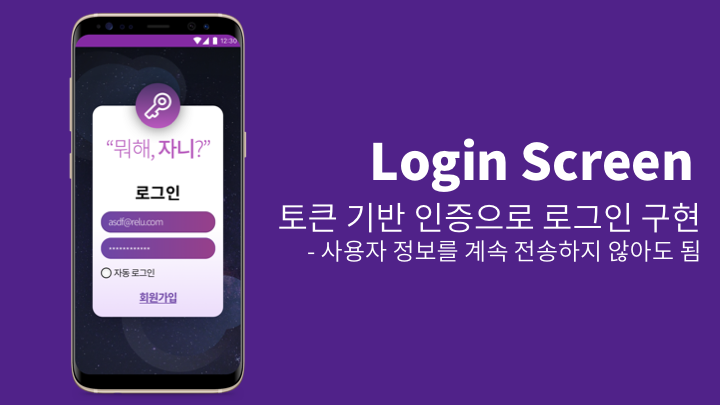 12:30
“뭐해, 자니?”
로그인
asdf@relu.com
************
자동 로그인
회원가입
Login Screen
토큰 기반 인증으로 로그인 구현
- 사용자 정보를 계속 전송하지 않아도 됨